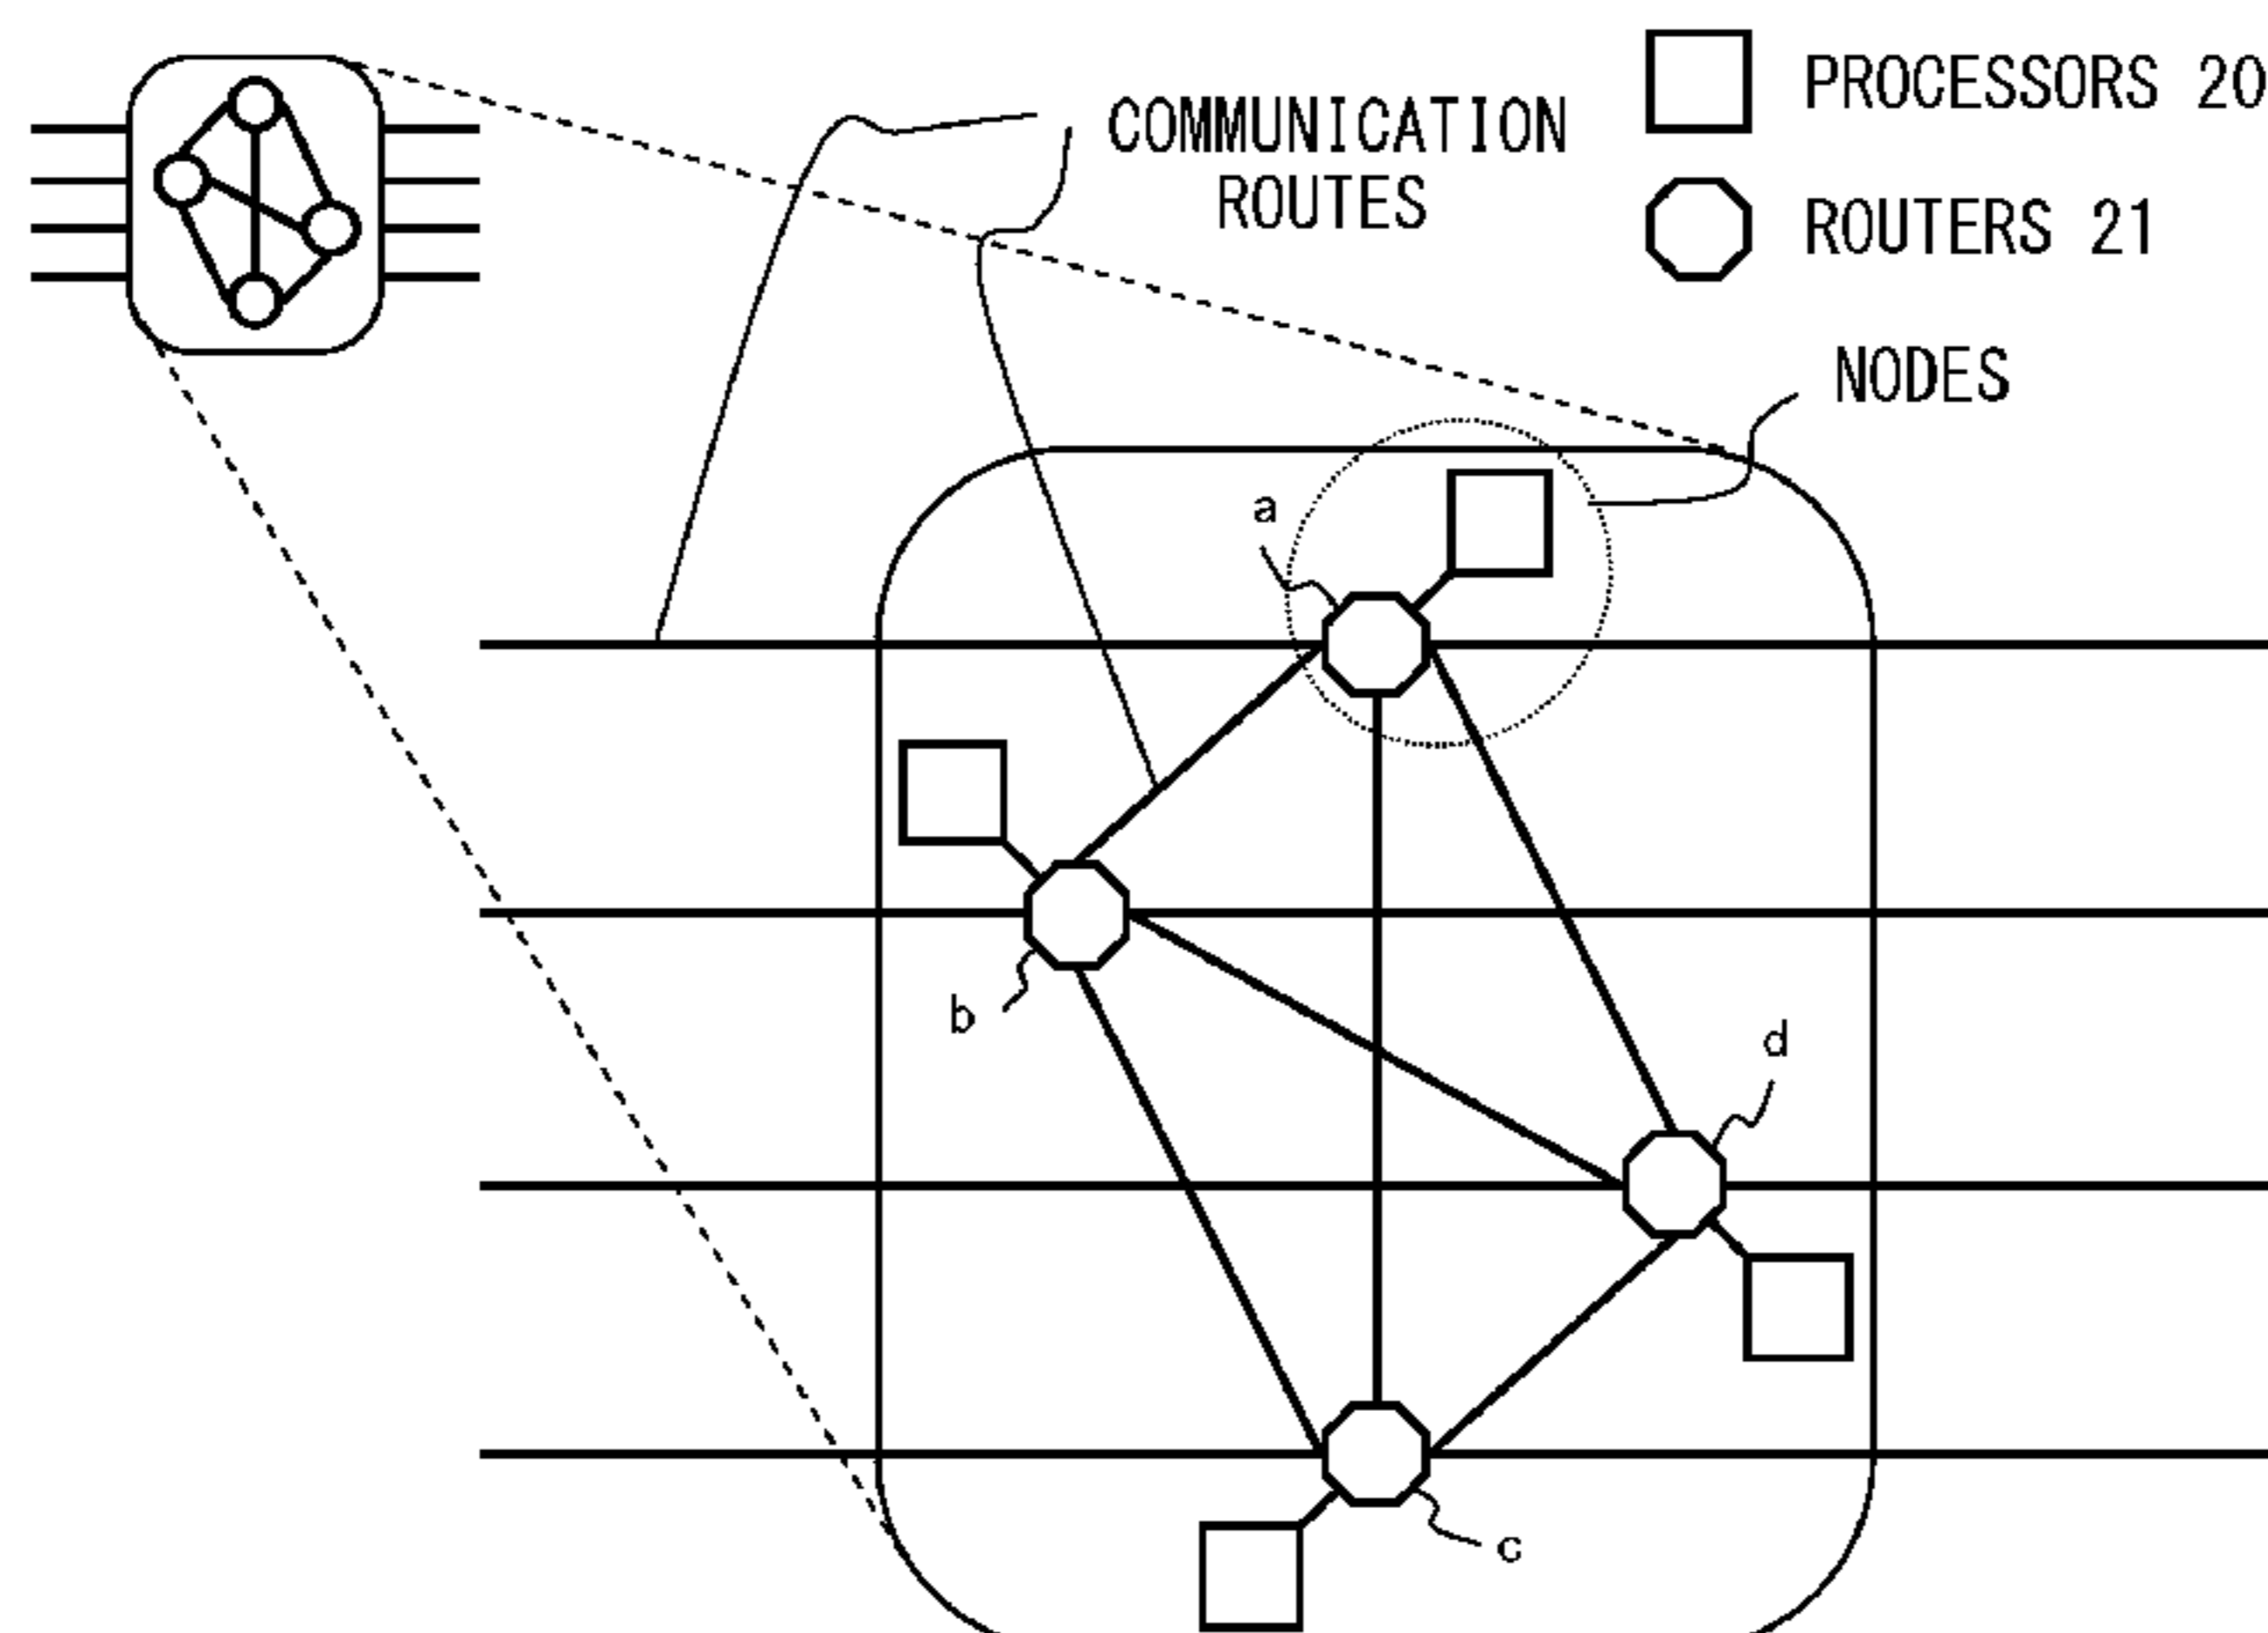 PROCESSORS 20
COMMUNICATION
ROUTES
ROUTERS 21
NODES
a
b
d
c